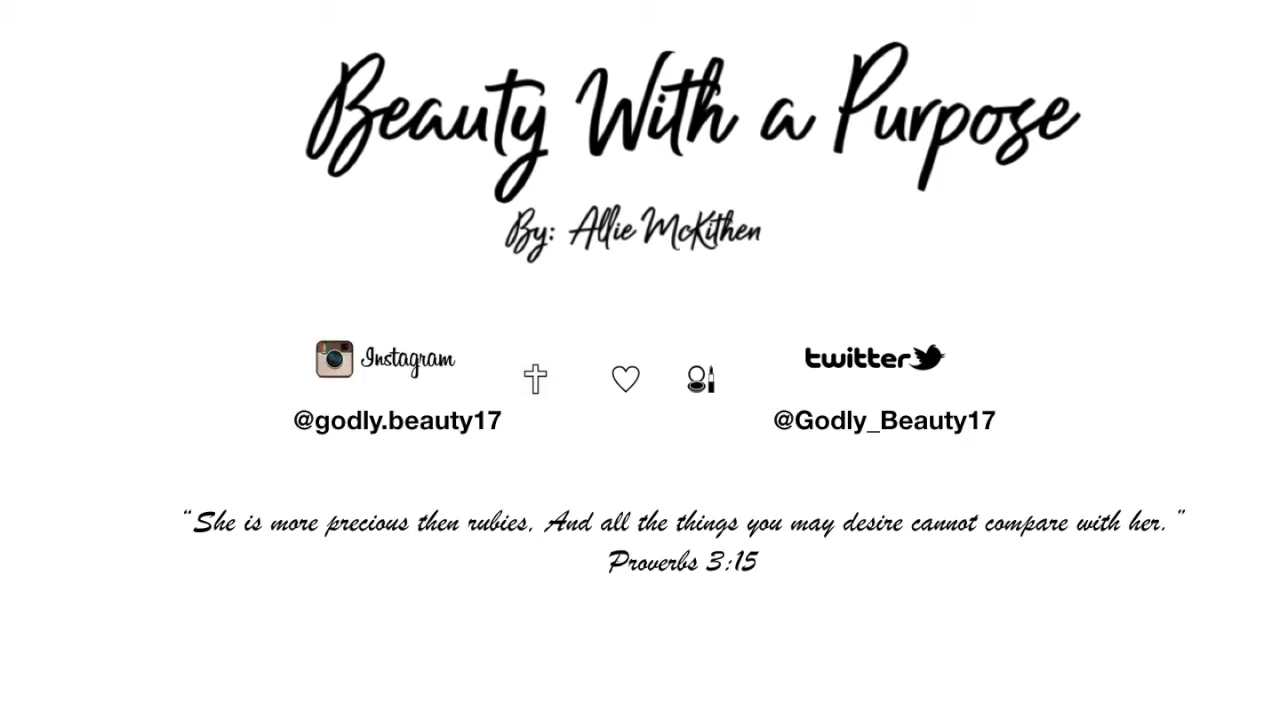 Beauty With a Purpose
By: Allie McKithen
Instagram
twitter
@godly.beauty17
@Godly_Beauty17
"She is more precious then rubies, And all the things you may desire cannot compare with her."
Proverbs 3:15